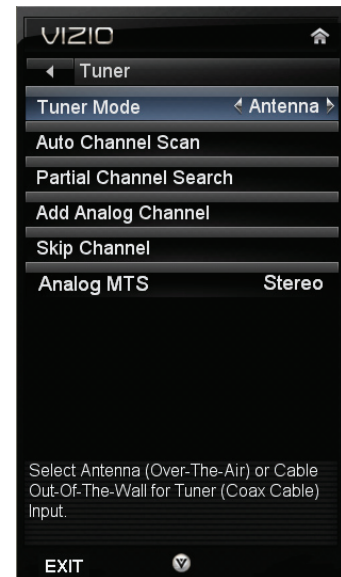 VIZIO
Tuner
Tuner Mode Antenna
Auto Channel Scan
Partial Channel Search
Add Analog Channel
Skip Channel
Analog MTS Stereo
Select Antenna (Over-The-Air) or Cable
Out-Of-The-Wall for Tuner (Coax Cable)
Input.
EXIT V